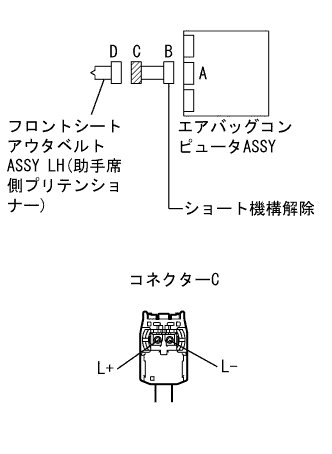 D C B
A
フロントシート
アウタベルト
ASSY LH(助手席
側プリテンショ
ナー)
エアバッグコン
ピュータASSY
ショート機構解除
コネクターC
L+
L-